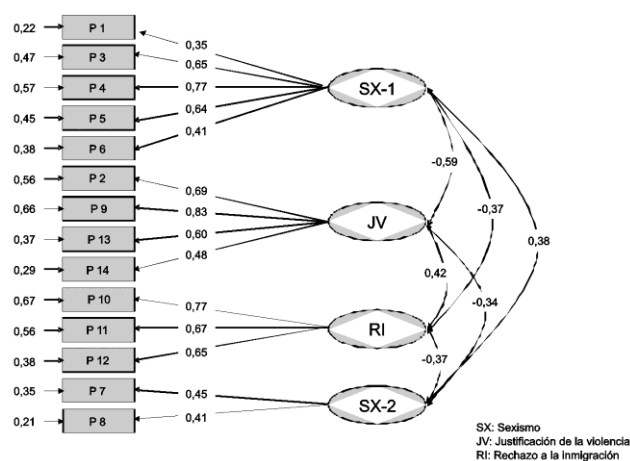 0,22 P 1
0,35
0,47 P 3
0,65
0,57 P 4 0,77 SX-1
0,45 P 5
0,64
0,38 P 6
0,41
-0,59
0,56 P 2
0,69
-0,37
0,66 P 9
0,83 JV
0,37 P 13
0,60
0,38
0,29 P 14
0,48
0,42
0,67 P 10
0,77
-0,34
0,56 P 11 0,67 RI
0,38 P 12
0,65
-0,37
0,35 P 7
0,45 SX-2
0,21 P 8
0,41
SX: Sexismo
JV: Justificación de la violencia
RI: Rechazo a la inmigración